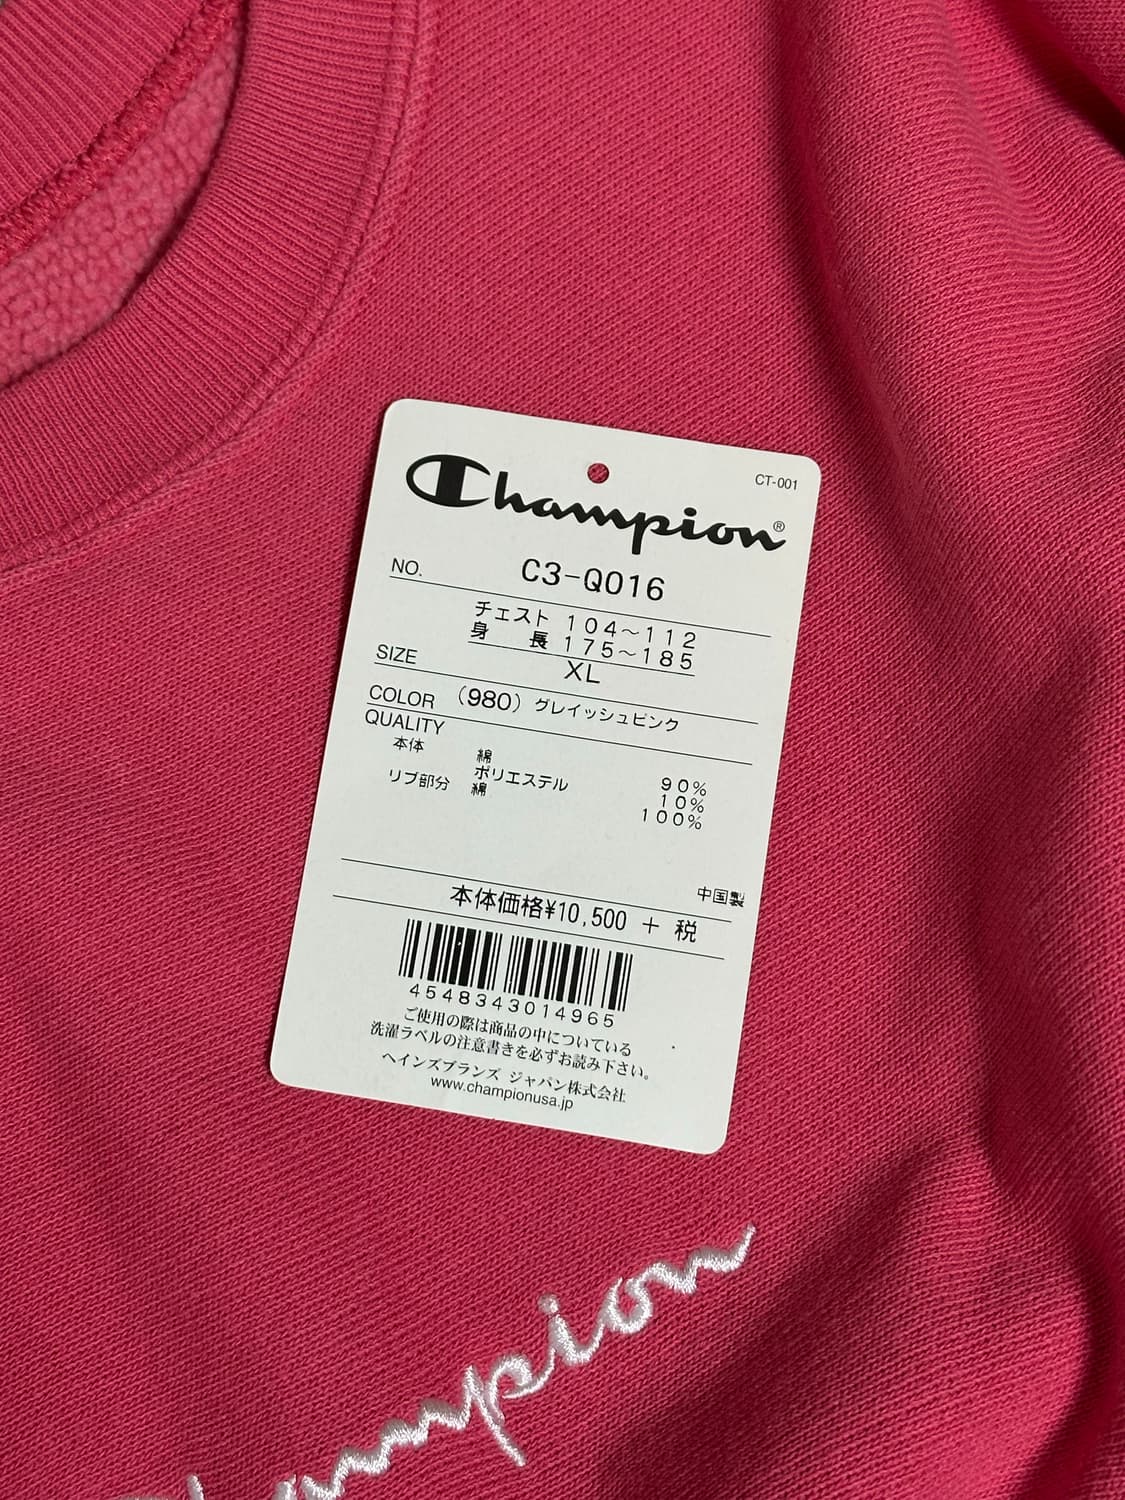 CT-001
Champion®
NO. C3-Q016
チェスト 104～112
身 長 175～185
SIZE XL
COLOR (980) グレイッシュピンク
QUALITY
本体 綿 90%
ポリエステル 10%
リブ部分 綿 100%
中国製
本体価格¥10,500 + 税
4548343014965
ご使用の際は商品の中についている
洗濯ラベルの注意書きを必ずお読み下さい。
ヘインズブランズ ジャパン株式会社
www.championusa.jp
Champion